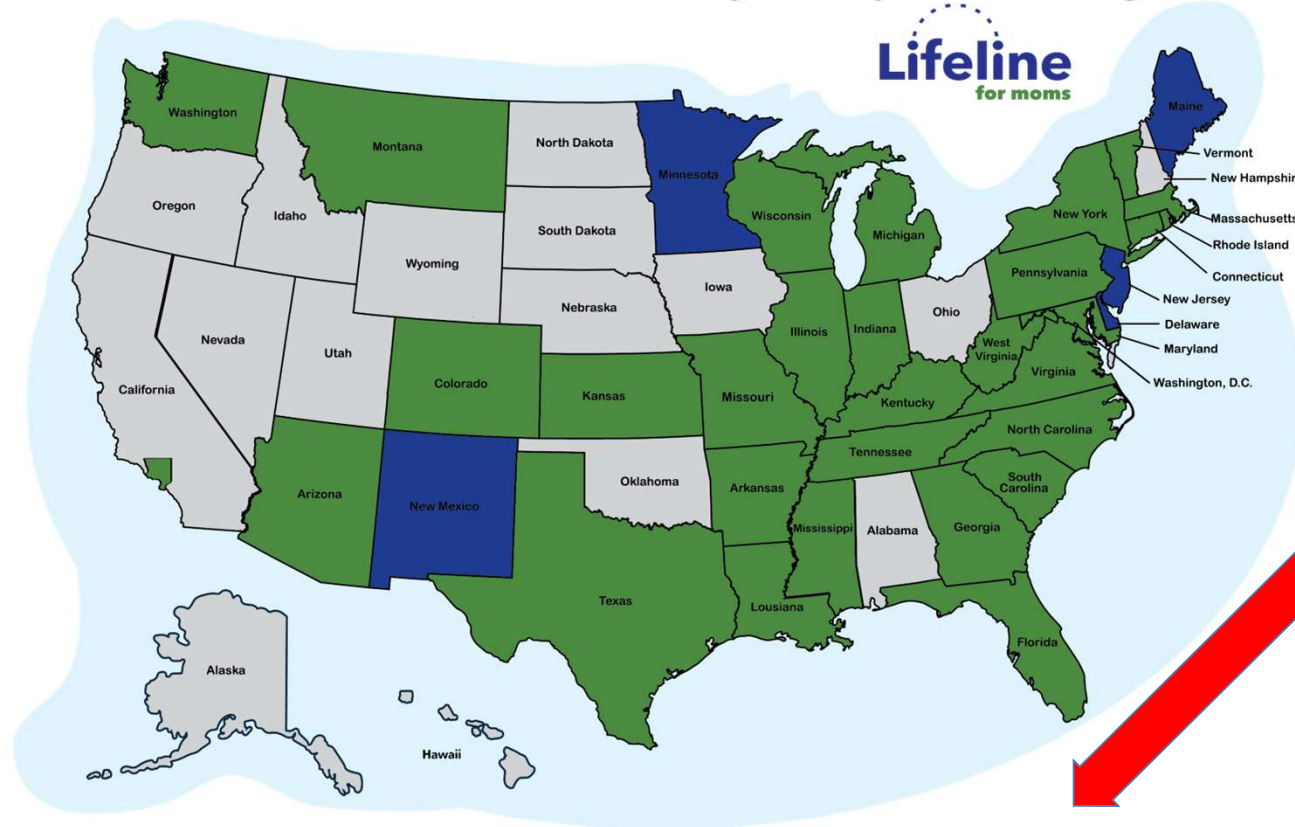 Lifeline
for moms
Maine
Washington
Montana
North Dakota
Minnesota
Vermont
New Hampshir
Oregon
Idaho
South Dakota
Wisconsin
Michigan
New York
Massachusetts
Rhode Island
Wyoming
Connecticut
Pennsylvania
Iowa
Nebraska
Ohio
New Jersey
Nevada
Utah
Illinois
Indiana
Delaware
West
Virginia
Maryland
California
Colorado
Kansas
Missouri
Virginia
Washington, D.C.
Kentucky
North Carolina
Tennessee
Oklahoma
Arkansas
South
Carolina
Arizona
New Mexico
Mississippi
Alabama
Georgia
Texas
Lousiana
Florida
Alaska
Hawaii